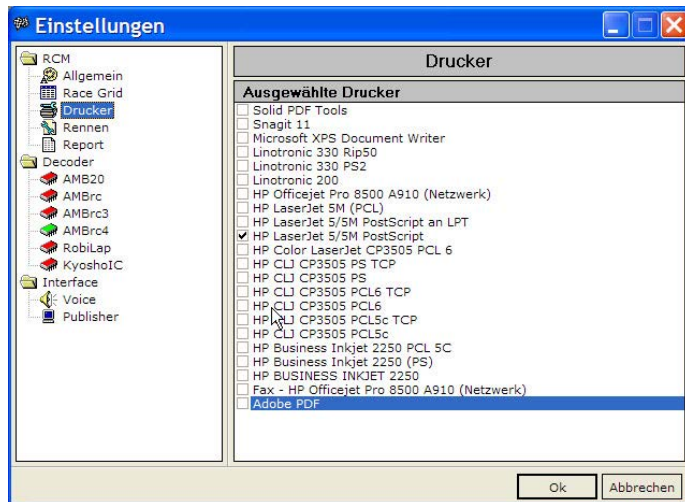 Einstellungen
RCM
Allgemein
Race Grid
Drucker
Rennen
Report
Decoder
AMB20
AMBrc
AMBrc3
AMBrc4
RobiLap
KyoshoIC
Interface
Voice
Publisher
Drucker
Ausgewählte Drucker
Solid PDF Tools
Snagit 11
Microsoft XPS Document Writer
Linotronic 330 Rip50
Linotronic 330 PS2
Linotronic 200
HP Officejet Pro 8500 A910 (Netzwerk)
HP LaserJet 5M (PCL)
HP LaserJet 5/5M PostScript an LPT
HP LaserJet 5/5M PostScript
HP Color LaserJet CP3505 PCL 6
HP CLJ CP3505 PS TCP
HP CLJ CP3505 PS
HP CLJ CP3505 PCL6 TCP
HP CLJ CP3505 PCL6
HP CLJ CP3505 PCL5c TCP
HP CLJ CP3505 PCL5c
HP Business Inkjet 2250 PCL 5C
HP Business Inkjet 2250 (PS)
HP BUSINESS INKJET 2250
Fax - HP Officejet Pro 8500 A910 (Netzwerk)
Adobe PDF
Ok Abbrechen